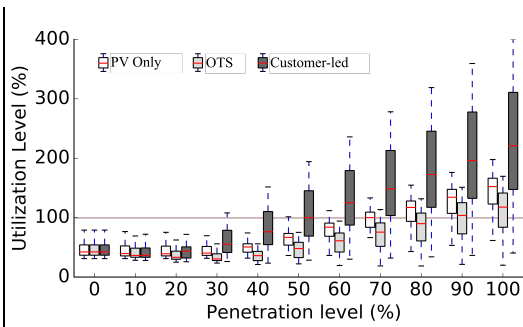 400
300
200
100
0
Utilization Level (%)
PV Only OTS Customer-led
0 10 20 30 40 50 60 70 80 90 100
Penetration level (%)